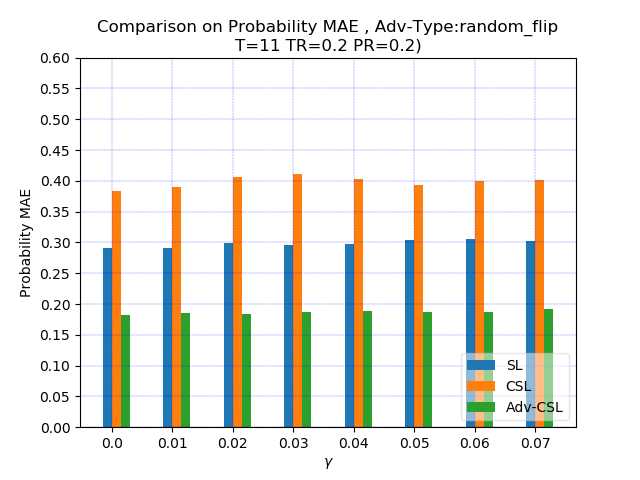 Comparison on Probability MAE , Adv-Type:random_flip
T=11 TR=0.2 PR=0.2)
0.60
0.55
0.50
0.45
0.40
0.35
0.30
0.25
0.20
0.15
0.10
0.05
0.00
Probability MAE
SL
CSL
Adv-CSL
0.0 0.01 0.02 0.03 0.04 0.05 0.06 0.07
γ